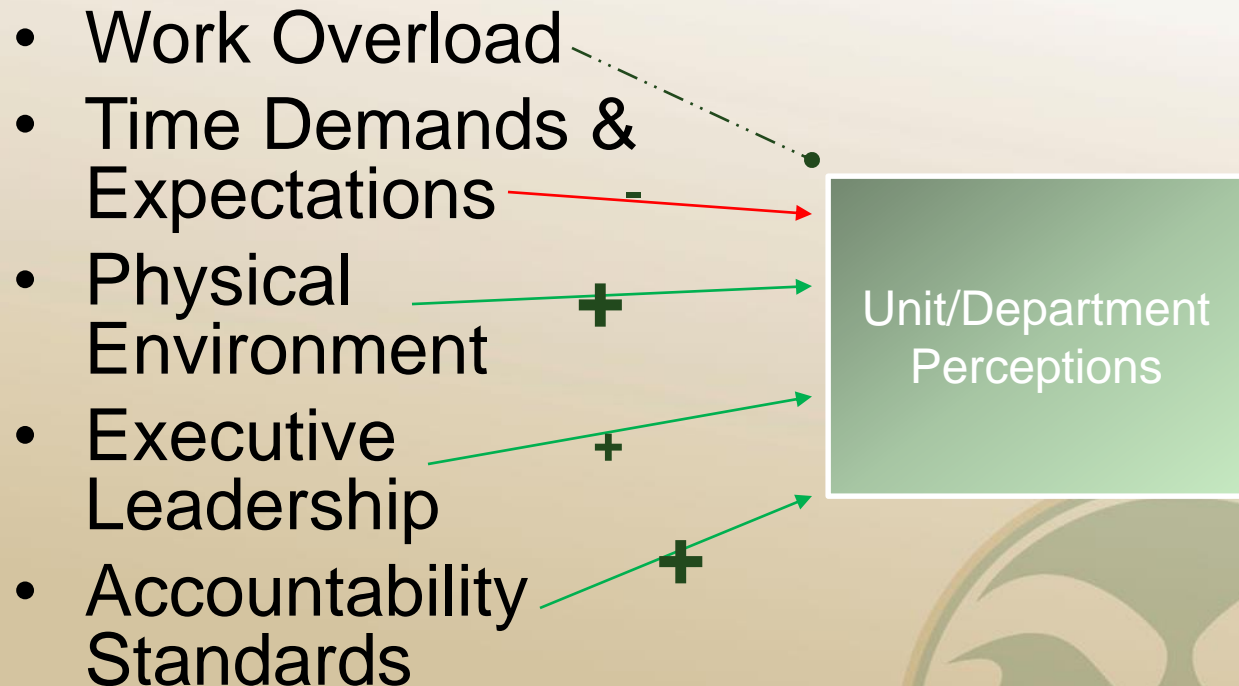 • Work Overload
• Time Demands &
Expectations
-
• Physical
Environment
+
Unit/Department
Perceptions
• Executive
Leadership
+
• Accountability
Standards
+